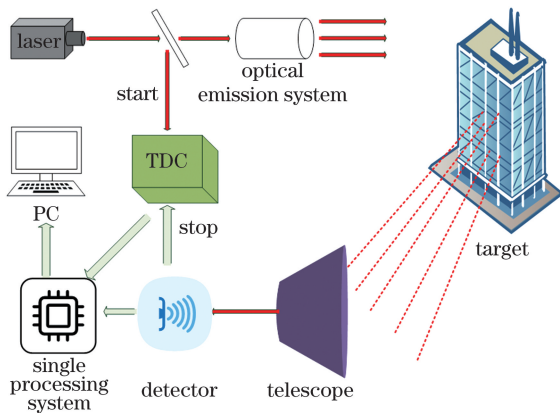 laser
optical
emission system
start
TDC
PC
stop
target
single
processing
system
detector
telescope